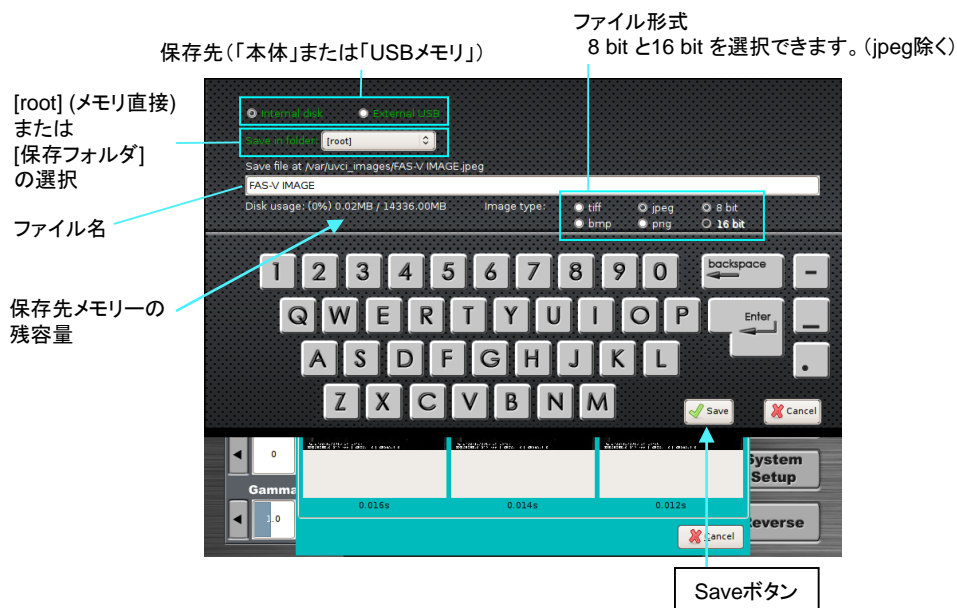 ファイル形式
8 bit と16 bit を選択できます。(jpeg除く)
保存先(「本体」または「USBメモリ」)
[root] (メモリ直接)
または
[保存フォルダ]
の選択
ファイル名
保存先メモリーの
残容量
Internal disk External USB
Save in folder: [root]
Save file at /var/uvci_images/FAS-V IMAGE.jpeg
FAS-V IMAGE
Disk usage: (0%) 0.02MB / 14336.00MB Image type: tiff jpeg 8 bit
bmp png 16 bit
1 2 3 4 5 6 7 8 9 0 backspace -
Q W E R T Y U I O P Enter _
A S D F G H J K L .
Z X C V B N M Save Cancel
0 System
Setup
Gamma
0.016s 0.014s 0.012s
1.0 Reverse
Cancel
Saveボタン